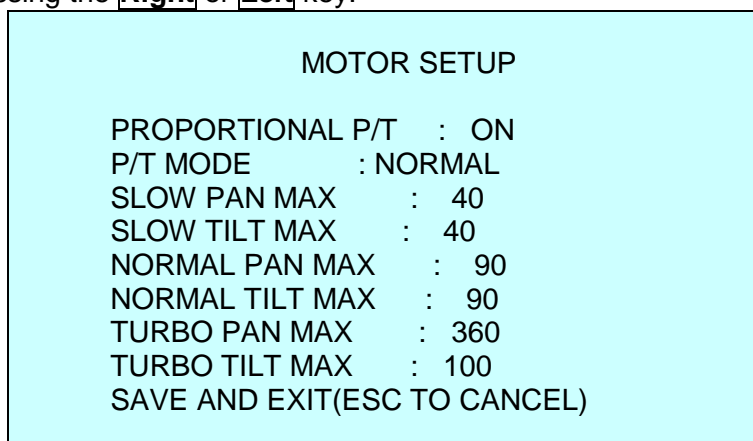 sing the Right or Left key.
MOTOR SETUP
PROPORTIONAL P/T : ON
P/T MODE : NORMAL
SLOW PAN MAX : 40
SLOW TILT MAX : 40
NORMAL PAN MAX : 90
NORMAL TILT MAX : 90
TURBO PAN MAX : 360
TURBO TILT MAX : 100
SAVE AND EXIT(ESC TO CANCEL)